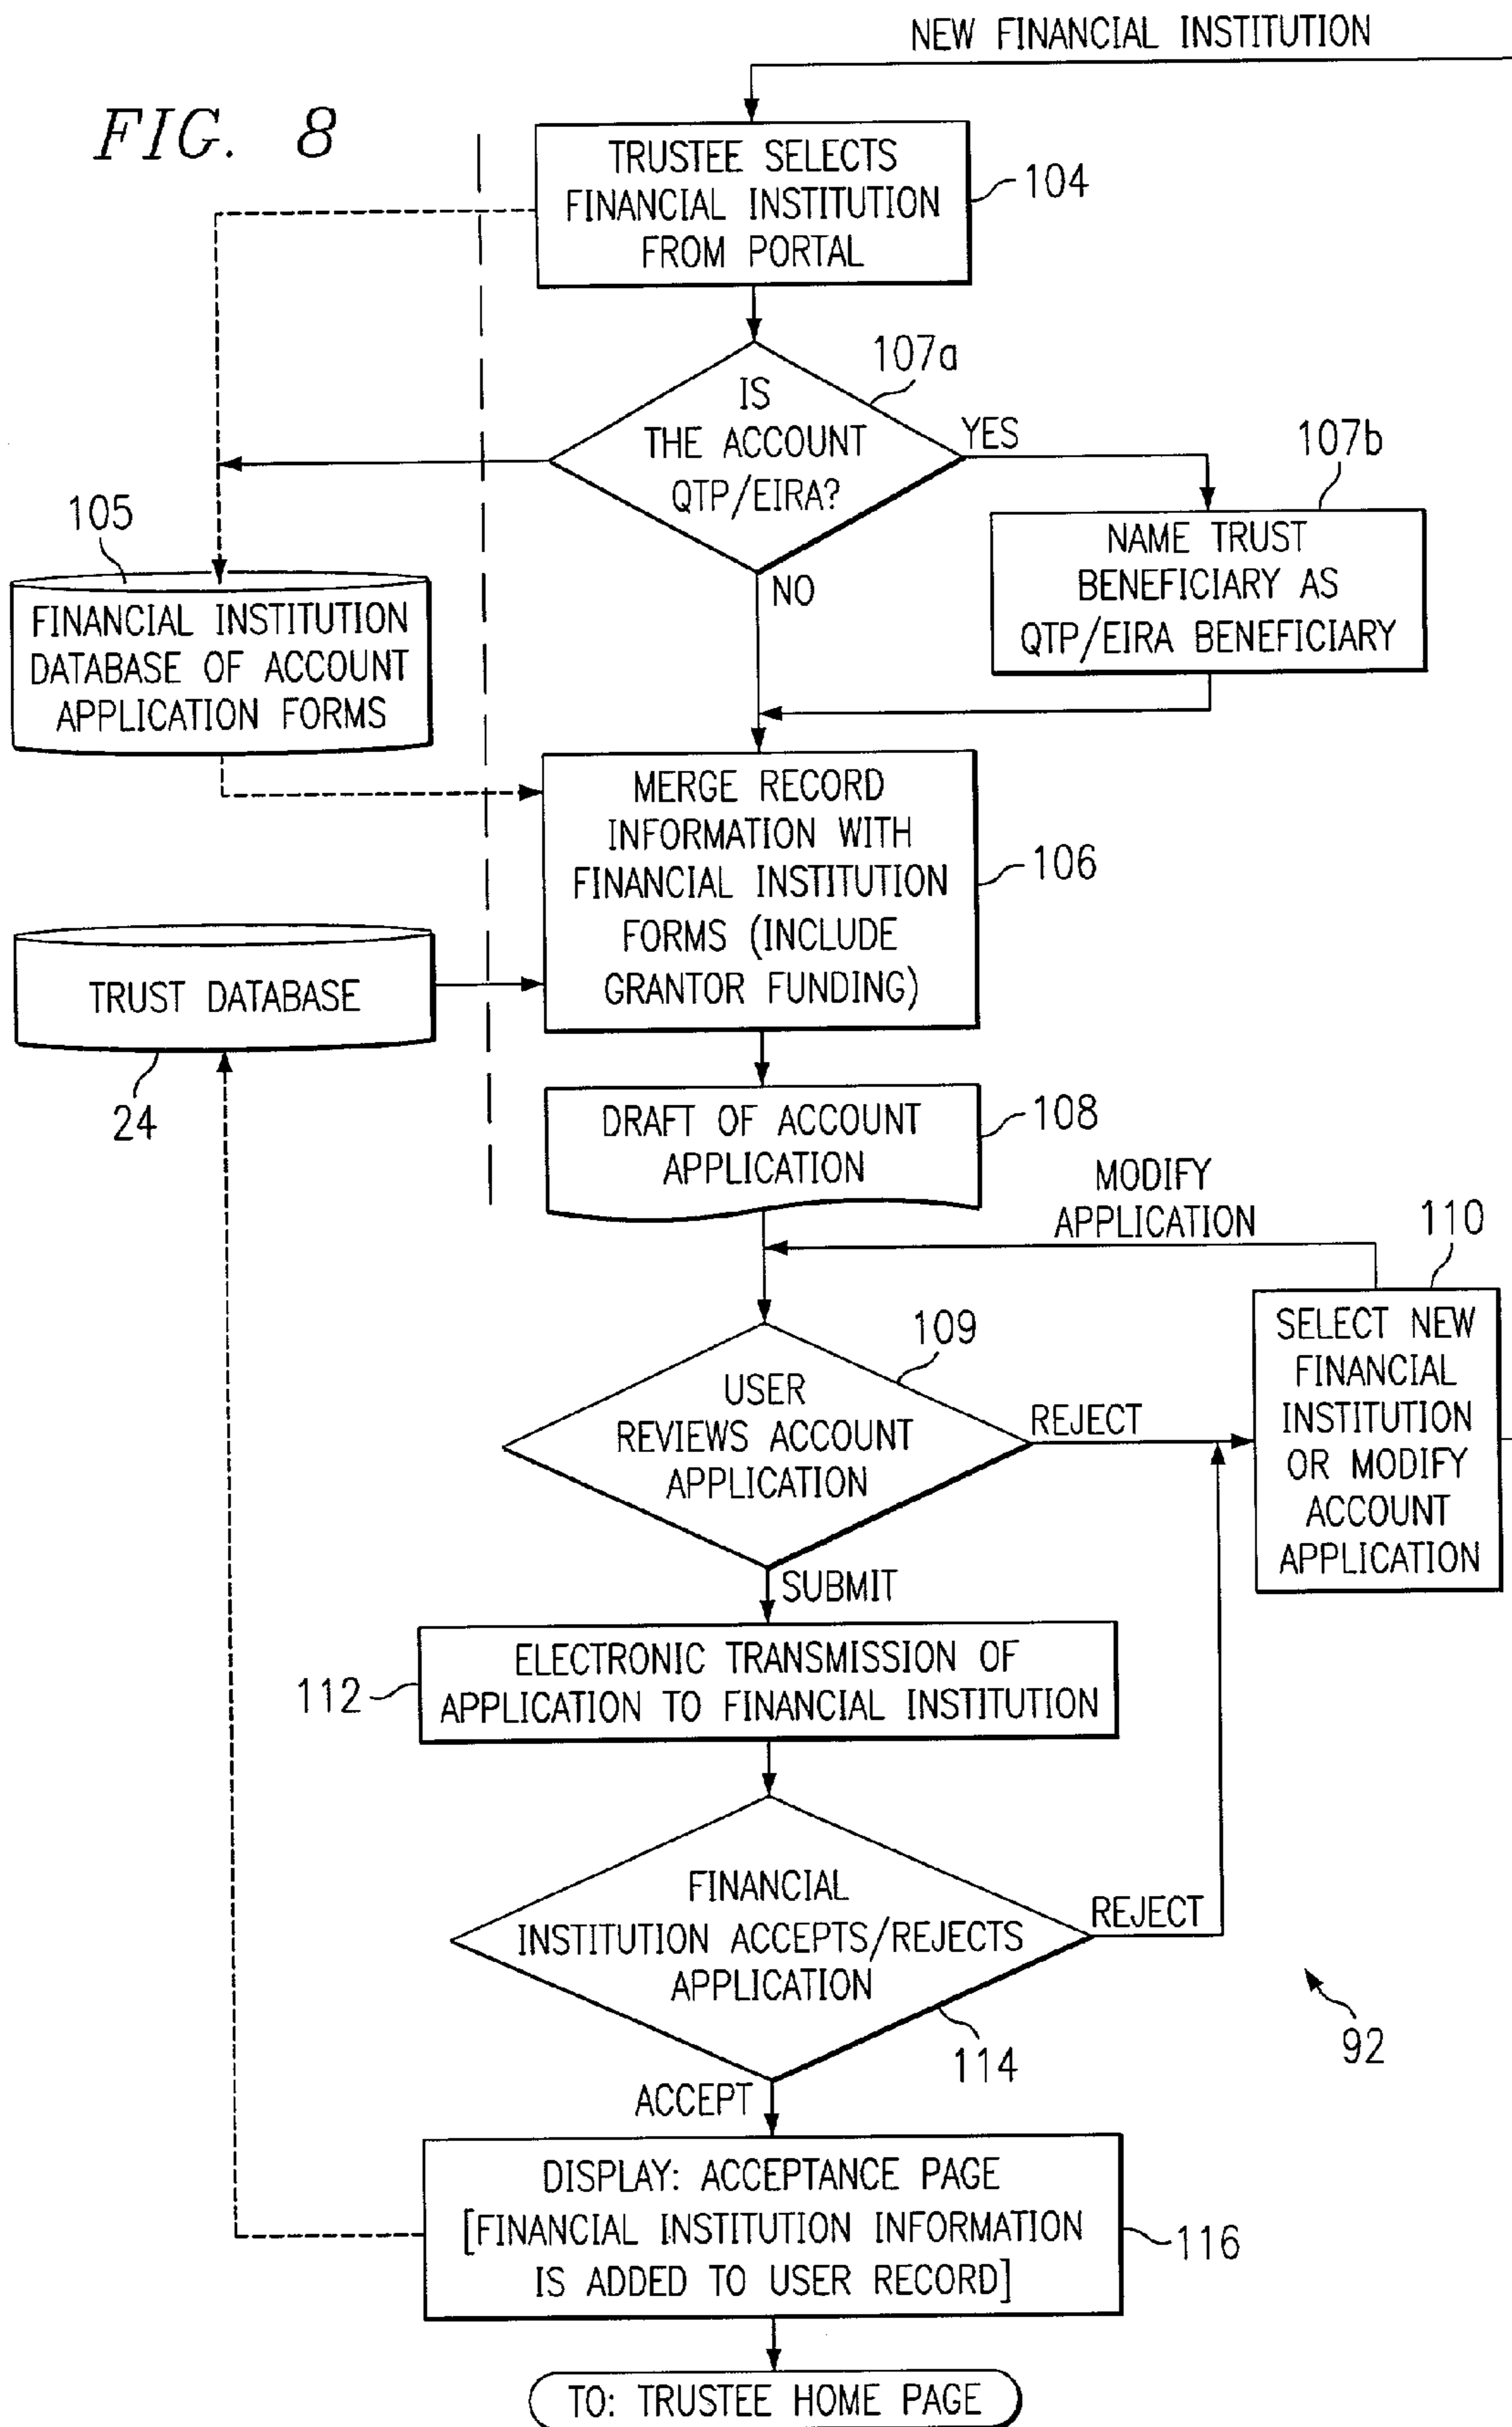 NEW FINANCIAL INSTITUTION
FIG. 8
TRUSTEE SELECTS
FINANCIAL INSTITUTION
FROM PORTAL
104
107a
IS
THE ACCOUNT
QTP/EIRA?
YES
NO
107b
NAME TRUST
BENEFICIARY AS
QTP/EIRA BENEFICIARY
105
FINANCIAL INSTITUTION
DATABASE OF ACCOUNT
APPLICATION FORMS
MERGE RECORD
INFORMATION WITH
FINANCIAL INSTITUTION
FORMS (INCLUDE
GRANTOR FUNDING)
106
TRUST DATABASE
24
DRAFT OF ACCOUNT
APPLICATION
108
MODIFY
APPLICATION
110
SELECT NEW
FINANCIAL
INSTITUTION
OR MODIFY
ACCOUNT
APPLICATION
109
USER
REVIEWS ACCOUNT
APPLICATION
REJECT
SUBMIT
ELECTRONIC TRANSMISSION OF
APPLICATION TO FINANCIAL INSTITUTION
112
FINANCIAL
INSTITUTION ACCEPTS/REJECTS
APPLICATION
REJECT
114
92
ACCEPT
DISPLAY: ACCEPTANCE PAGE
[FINANCIAL INSTITUTION INFORMATION
IS ADDED TO USER RECORD]
116
TO: TRUSTEE HOME PAGE